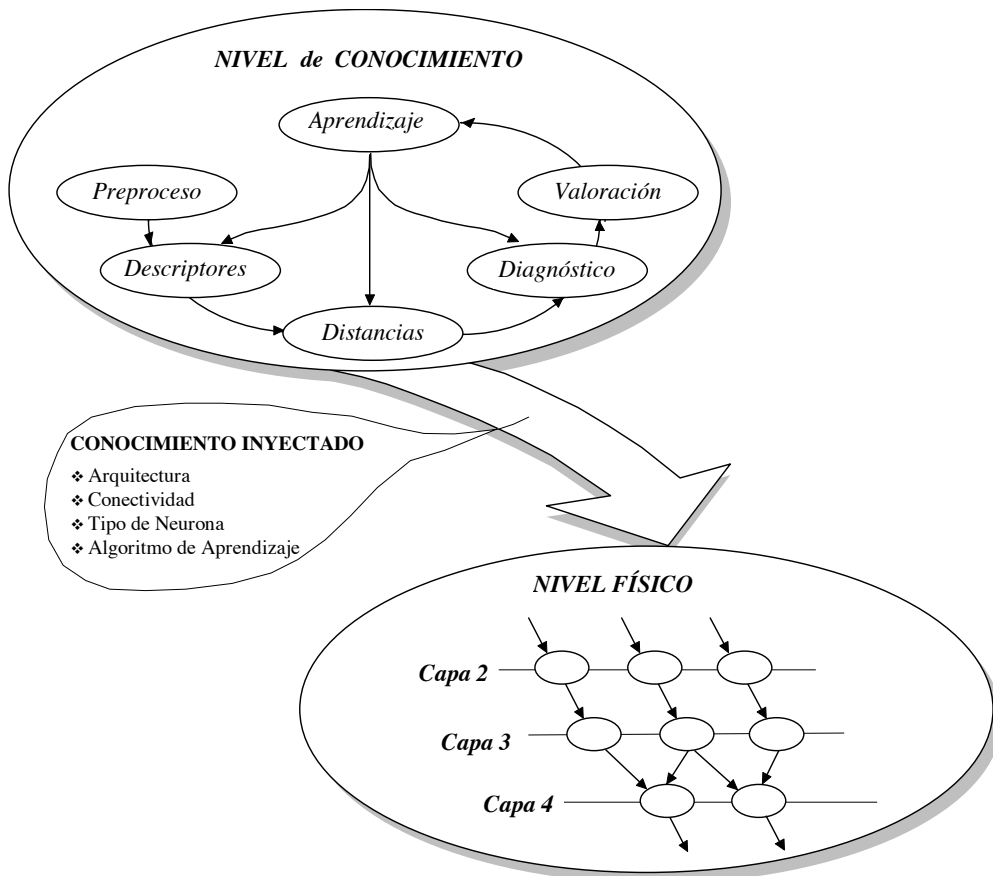 NIVEL de CONOCIMIENTO
Aprendizaje
Preproceso
Valoración
Descriptores
Diagnóstico
Distancias
CONOCIMIENTO INYECTADO
❖ Arquitectura
❖ Conectividad
❖ Tipo de Neurona
❖ Algoritmo de Aprendizaje
NIVEL FÍSICO
Capa 2
Capa 3
Capa 4